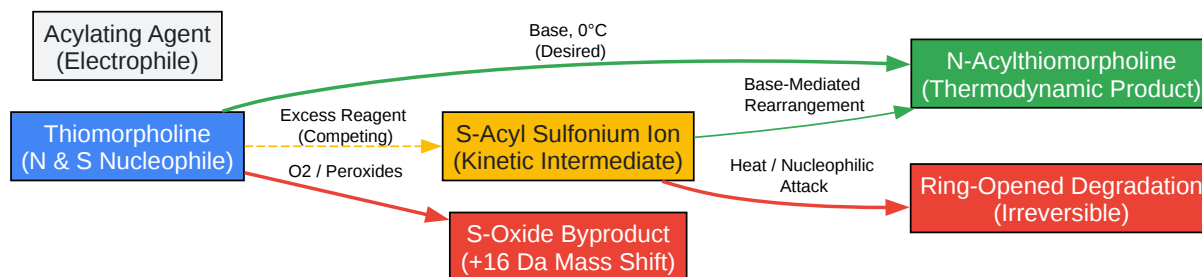 Acylating Agent
(Electrophile)
Thiomorpholine
(N & S Nucleophile)
Base, 0°C
(Desired)
Excess Reagent
(Competing)
O2 / Peroxides
S-Acyl Sulfonium Ion
(Kinetic Intermediate)
S-Oxide Byproduct
(+16 Da Mass Shift)
Base-Mediated
Rearrangement
Heat / Nucleophilic
Attack
N-Acylthiomorpholine
(Thermodynamic Product)
Ring-Opened Degradation
(Irreversible)